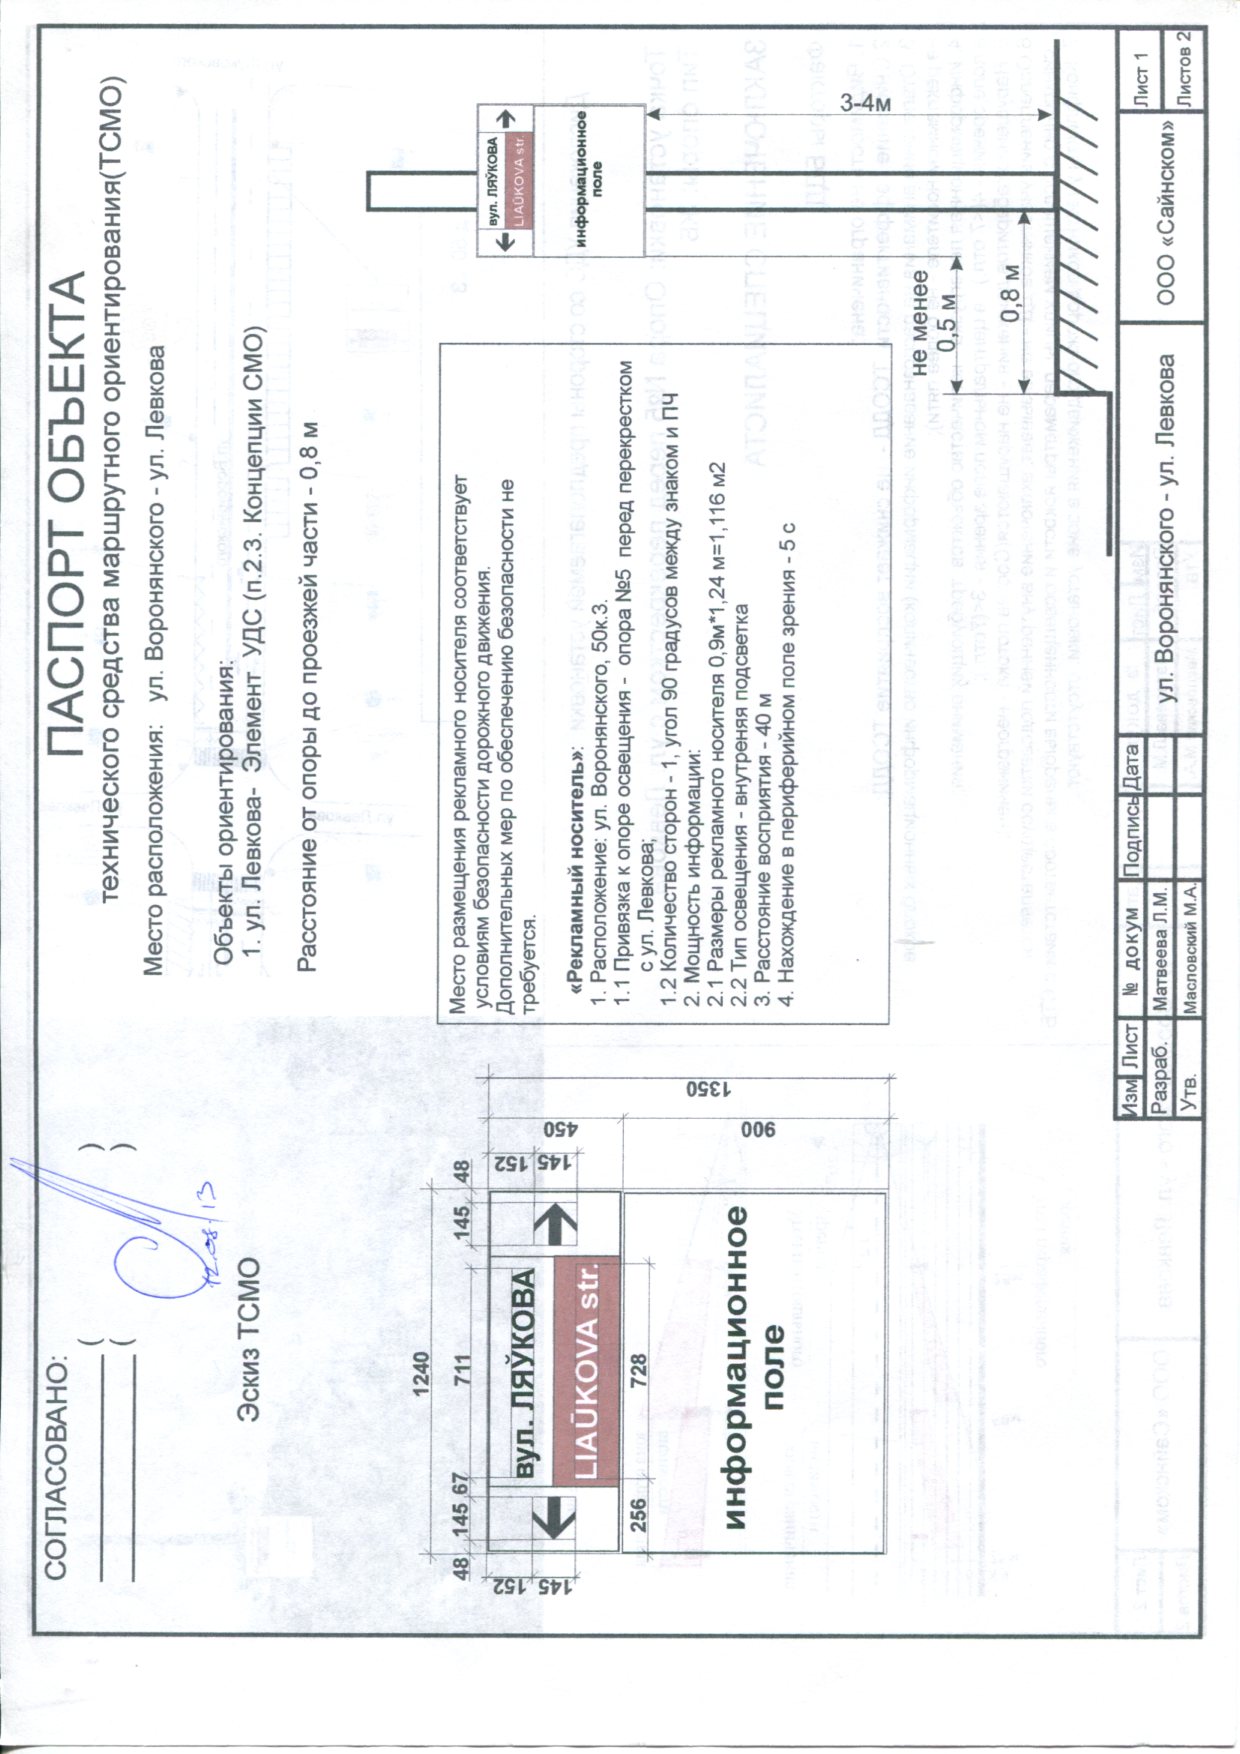 СОГЛАСОВАНО:
( )
( )
12.08.13
Эскиз ТСМО
ПАСПОРТ ОБЪЕКТА
технического средства маршрутного ориентирования(ТСМО)
Место расположения: ул. Воронянского - ул. Левкова
Объекты ориентирования:
1. ул. Левкова- Элемент УДС (п.2.3. Концепции СМО)
Расстояние от опоры до проезжей части - 0,8 м
1240
48 145 67 711 145 48
152 145
152 145
вул. ЛЯЎКОВА
LIAŬKOVA str.
256 728
450
900
1350
информационное
поле
Место размещения рекламного носителя соответствует
условиям безопасности дорожного движения.
Дополнительных мер по обеспечению безопасности не
требуется.
«Рекламный носитель»:
1. Расположение: ул. Воронянского, 50к.3.
1.1 Привязка к опоре освещения - опора №5 перед перекрестком
с ул. Левкова;
1.2 Количество сторон - 1, угол 90 градусов между знаком и ПЧ
2. Мощность информации:
2.1 Размеры рекламного носителя 0,9м*1,24 м=1,116 м2
2.2 Тип освещения - внутреняя подсветка
3. Расстояние восприятия - 40 м
4. Нахождение в периферийном поле зрения - 5 с
вул. ЛЯЎКОВА
LIAŬKOVA str.
информационное
поле
3-4м
не менее
0,5 м
0,8 м
Изм Лист № докум Подпись Дата
Разраб. Матвеева Л.М.
Утв. Масловский М.А.
ул. Воронянского - ул. Левкова
ООО «Сайнском»
Лист 1
Листов 2